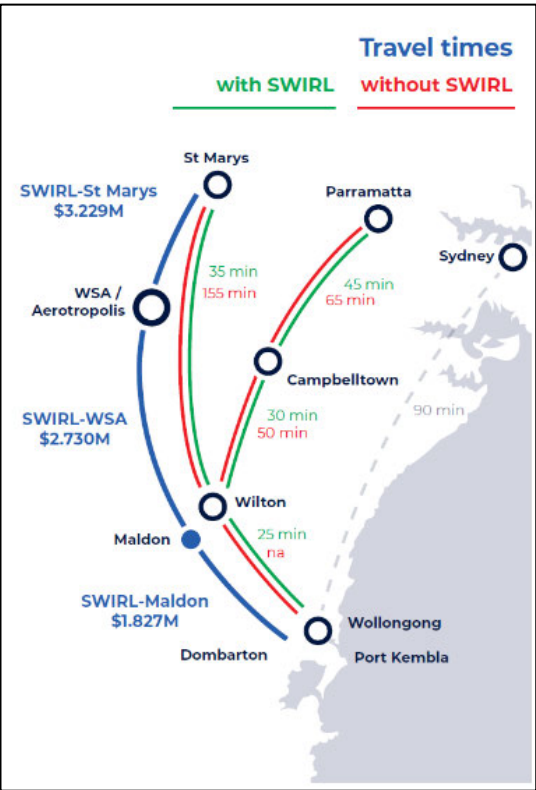 Travel times
with SWIRL
without SWIRL
St Marys
SWIRL-St Marys
$3.229M
Parramatta
Sydney
35 min
155 min
45 min
65 min
WSA /
Aerotropolis
Campbelltown
90 min
30 min
50 min
SWIRL-WSA
$2.730M
Wilton
Maldon
25 min
na
SWIRL-Maldon
$1.827M
Wollongong
Dombarton
Port Kembla